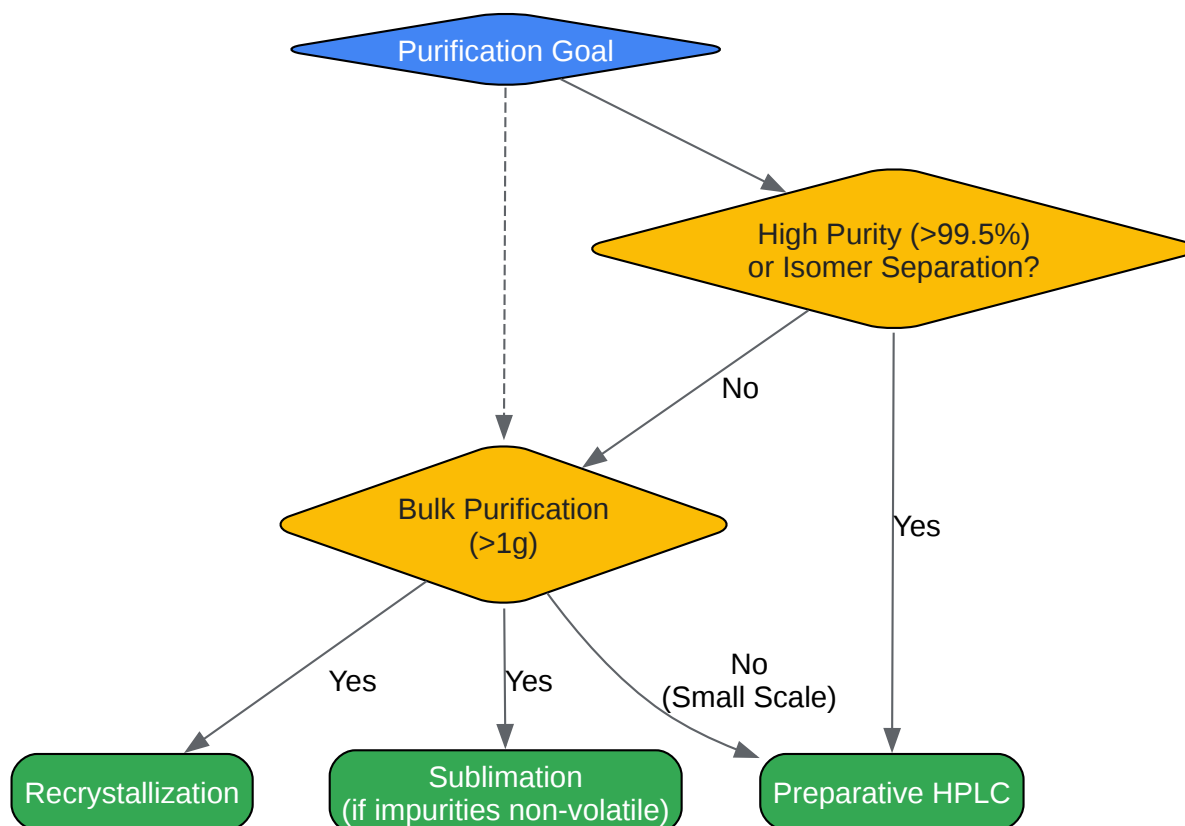 Purification Goal
High Purity (>99.5%)
or Isomer Separation?
No
Bulk Purification
(>1g)
Yes
Yes
Yes
No
(Small Scale)
Recrystallization
Sublimation
(if impurities non-volatile)
Preparative HPLC